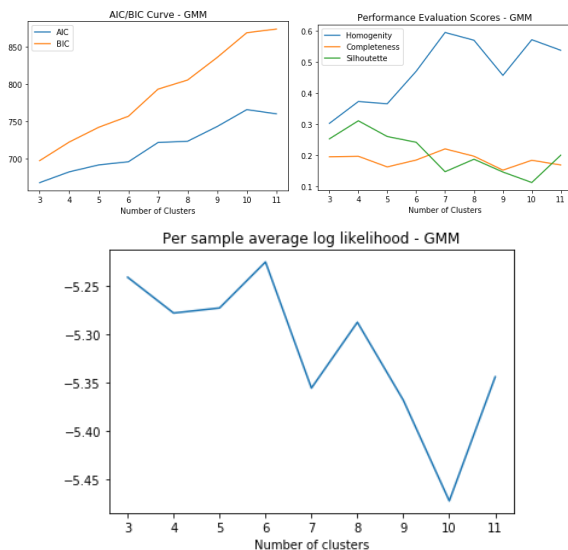 AIC/BIC Curve - GMM
AIC
BIC
850
800
750
700
3 4 5 6 7 8 9 10 11
Number of Clusters
Performance Evaluation Scores - GMM
Homogenity
Completeness
Silhoutette
0.6
0.5
0.4
0.3
0.2
0.1
3 4 5 6 7 8 9 10 11
Number of Clusters
Per sample average log likelihood - GMM
−5.25
−5.30
−5.35
−5.40
−5.45
3 4 5 6 7 8 9 10 11
Number of clusters